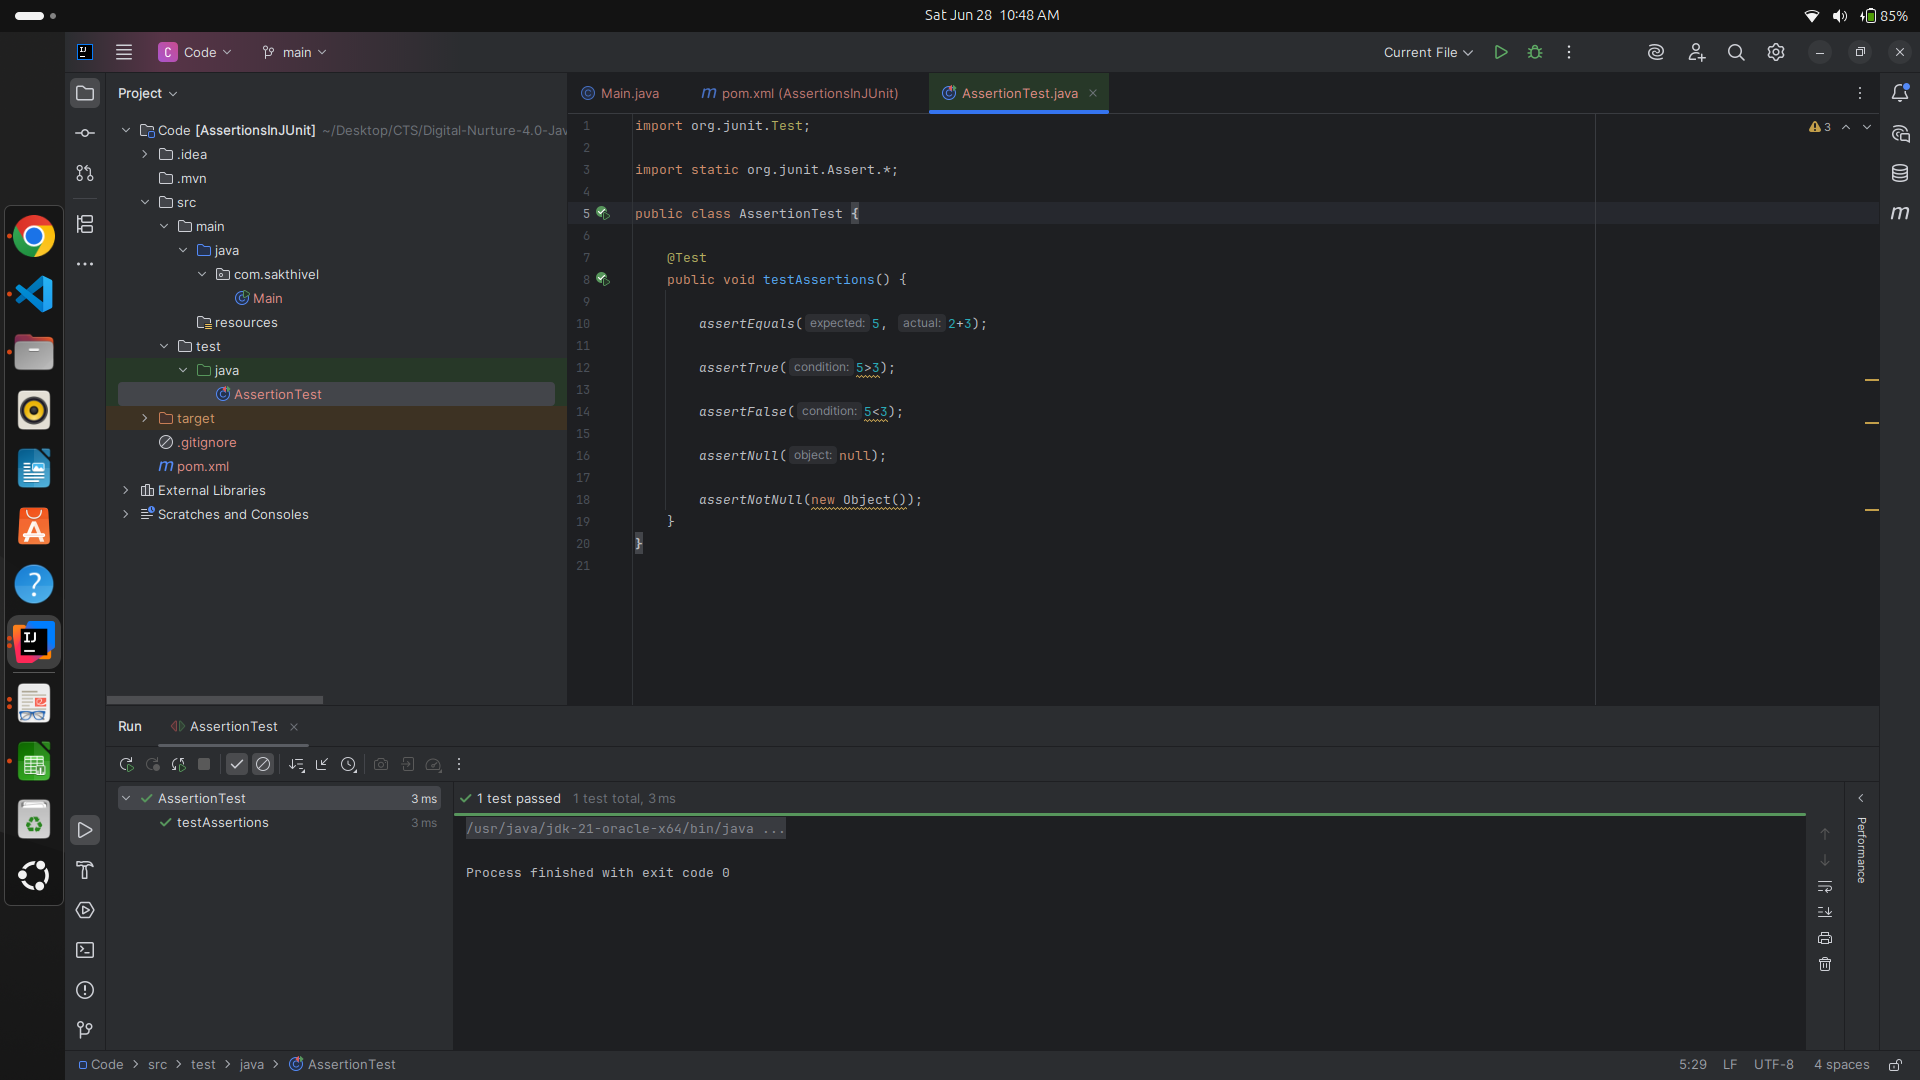 Sat Jun 28 10:48 AM
85%
C Code main
Current File
Project
Main.java
pom.xml (AssertionsInJUnit)
AssertionTest.java
Code [AssertionsInJUnit] ~/Desktop/CTS/Digital-Nurture-4.0-Jav
.idea
.mvn
src
main
java
com.sakthivel
Main
resources
test
java
AssertionTest
target
.gitignore
pom.xml
External Libraries
Scratches and Consoles
3
1 import org.junit.Test;
2
3 import static org.junit.Assert.*;
4
5 public class AssertionTest {
6
7 @Test
8 public void testAssertions() {
9
10 assertEquals( expected: 5, actual: 2+3);
11
12 assertTrue( condition: 5>3);
13
14 assertFalse( condition: 5<3);
15
16 assertNull( object: null);
17
18 assertNotNull(new Object());
19 }
20 }
21
Run AssertionTest
AssertionTest 3 ms
testAssertions 3 ms
1 test passed 1 test total, 3 ms
/usr/java/jdk-21-oracle-x64/bin/java ...
Process finished with exit code 0
Performance
Code > src > test > java > AssertionTest
5:29 LF UTF-8 4 spaces